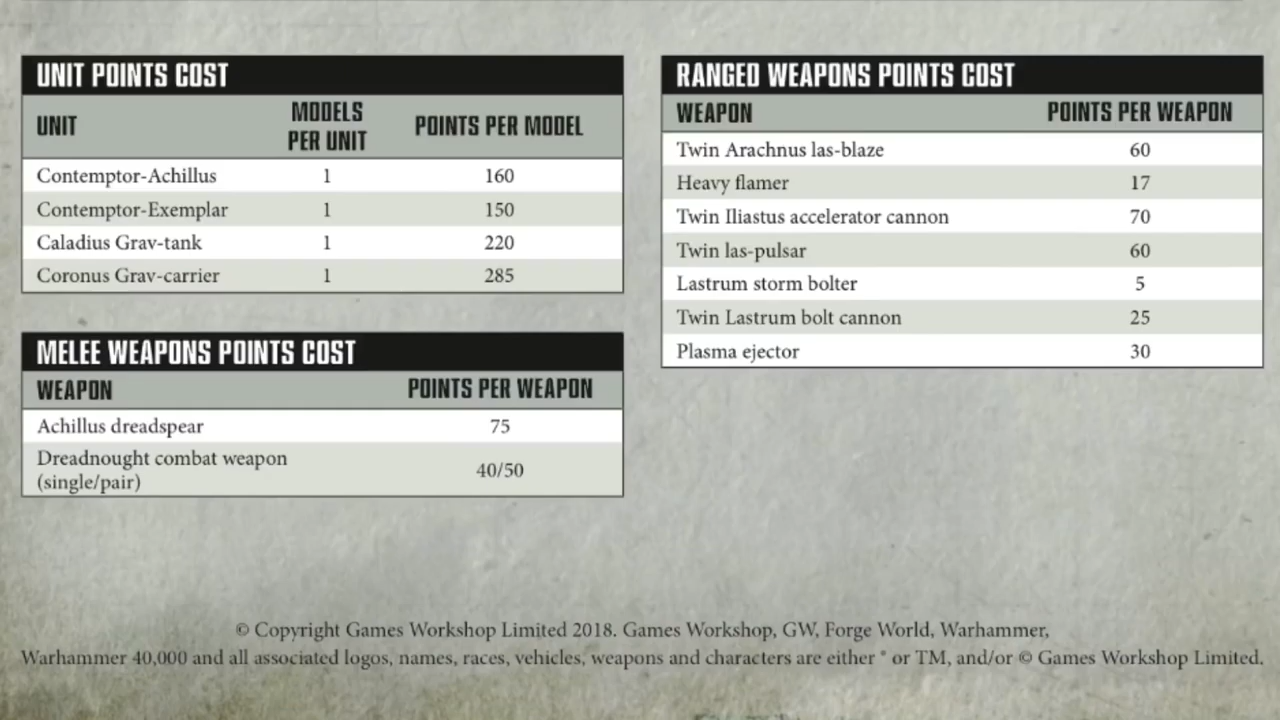 UNIT POINTS COST
UNIT MODELS PER UNIT POINTS PER MODEL
Contemptor-Achillus 1 160
Contemptor-Exemplar 1 150
Caladius Grav-tank 1 220
Coronus Grav-carrier 1 285
MELEE WEAPONS POINTS COST
WEAPON POINTS PER WEAPON
Achillus dreadspear 75
Dreadnought combat weapon
(single/pair) 40/50
RANGED WEAPONS POINTS COST
WEAPON POINTS PER WEAPON
Twin Arachnus las-blaze 60
Heavy flamer 17
Twin Iliastus accelerator cannon 70
Twin las-pulsar 60
Lastrum storm bolter 5
Twin Lastrum bolt cannon 25
Plasma ejector 30
© Copyright Games Workshop Limited 2018. Games Workshop, GW, Forge World, Warhammer,
Warhammer 40,000 and all associated logos, names, races, vehicles, weapons and characters are either ® or TM, and/or © Games Workshop Limited.